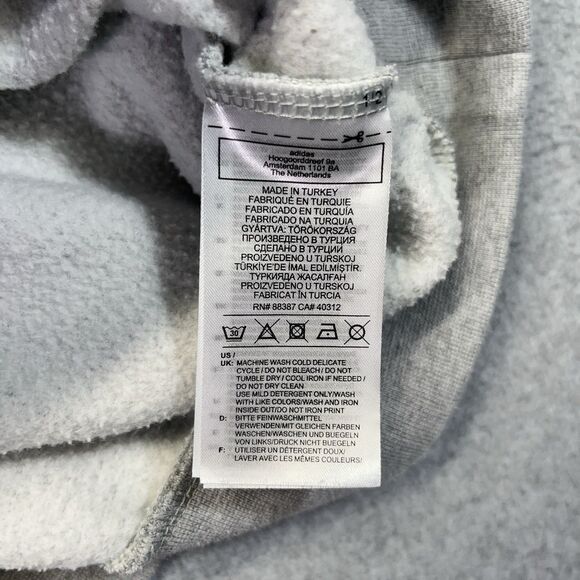 1/2
adidas
Hoogoorddreef 9a
Amsterdam 1101 BA
The Netherlands
MADE IN TURKEY
FABRIQUÉ EN TURQUIE
FABRICADO EN TURQUÍA
FABRICADO NA TURQUIA
GYÁRTVA: TÖRÖKORSZÁG
ПРОИЗВЕДЕНО В ТУРЦИЯ
СДЕЛАНО В ТУРЦИИ
PROIZVEDENO U TURSKOJ
TÜRKİYE'DE İMAL EDİLMİŞTİR.
ТУРКИЯДА ЖАСАЛҒАН
PROIZVEDENO U TURSKOJ
FABRICAT ÎN TURCIA
RN# 88387 CA# 40312
30
US /
UK: MACHINE WASH COLD DELICATE
CYCLE / DO NOT BLEACH / DO NOT
TUMBLE DRY / COOL IRON IF NEEDED /
DO NOT DRY CLEAN
USE MILD DETERGENT ONLY/WASH
WITH LIKE COLORS/WASH AND IRON
INSIDE OUT/DO NOT IRON PRINT
D: BITTE FEINWASCHMITTEL
VERWENDEN/MIT GLEICHEN FARBEN
WASCHEN/WASCHEN UND BUEGELN
VON LINKS/DRUCK NICHT BUEGELN
F: UTILISER UN DÉTERGENT DOUX/
LAVER AVEC LES MÊMES COULEURS/